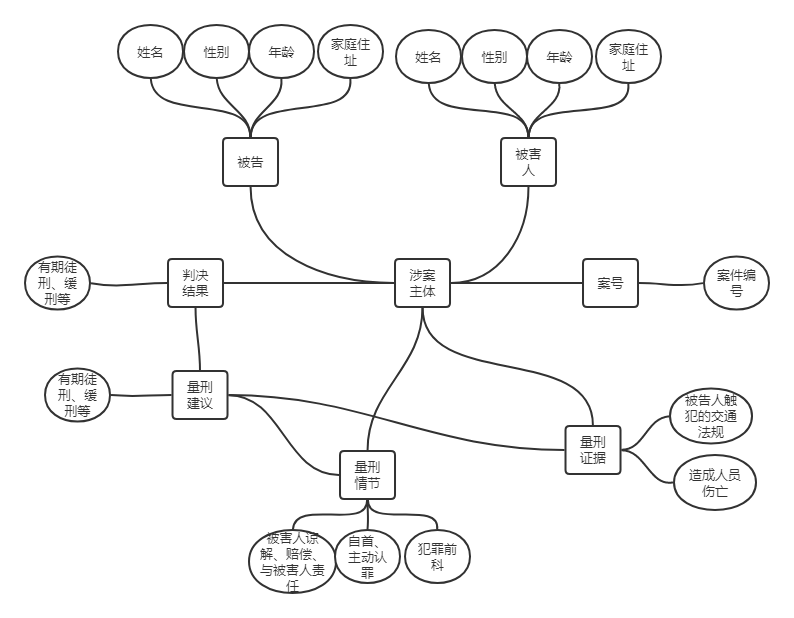 姓名
性别
年龄
家庭住
址
姓名
性别
年龄
家庭住
址
被告
被害
人
有期徒
刑、缓
刑等
判决
结果
涉案
主体
案号
案件编
号
有期徒
刑、缓
刑等
量刑
建议
被告人触
犯的交通
法规
量刑
证据
造成人员
伤亡
量刑
情节
被害人谅
解、赔偿、
与被害人责
任
自首、
主动认
罪
犯罪前
科